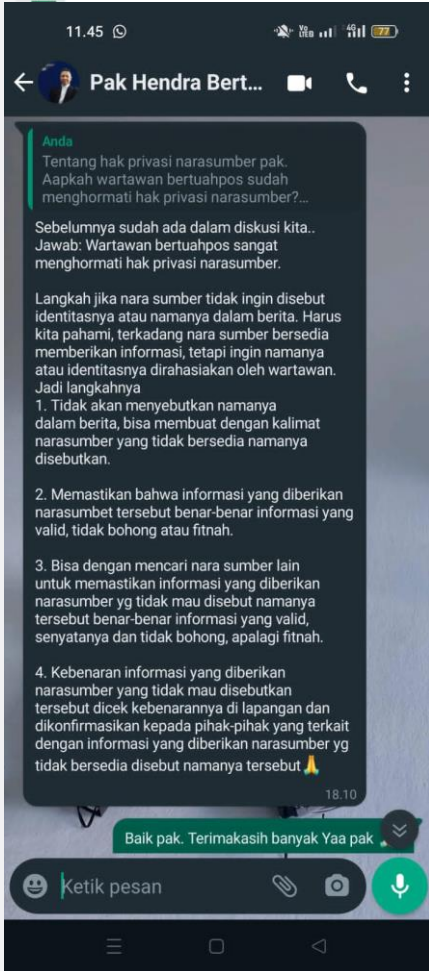 11.45
4G
77
Pak Hendra Bert...
Anda
Tentang hak privasi narasumber pak.
Aapkah wartawan bertuahpos sudah
menghormati hak privasi narasumber?...
Sebelumnya sudah ada dalam diskusi kita..
Jawab: Wartawan bertuahpos sangat
menghormati hak privasi narasumber.
Langkah jika nara sumber tidak ingin disebut
identitasnya atau namanya dalam berita. Harus
kita pahami, terkadang nara sumber bersedia
memberikan informasi, tetapi ingin namanya
atau identitasnya dirahasiakan oleh wartawan.
Jadi langkahnya
1. Tidak akan menyebutkan namanya
dalam berita, bisa membuat dengan kalimat
narasumber yang tidak bersedia namanya
disebutkan.
2. Memastikan bahwa informasi yang diberikan
narasumbet tersebut benar-benar informasi yang
valid, tidak bohong atau fitnah.
3. Bisa dengan mencari nara sumber lain
untuk memastikan informasi yang diberikan
narasumber yg tidak mau disebut namanya
tersebut benar-benar informasi yang valid,
senyatanya dan tidak bohong, apalagi fitnah.
4. Kebenaran informasi yang diberikan
narasumber yang tidak mau disebutkan
tersebut dicek kebenarannya di lapangan dan
dikonfirmasikan kepada pihak-pihak yang terkait
dengan informasi yang diberikan narasumber yg
tidak bersedia disebut namanya tersebut🙏
18.10
Baik pak. Terimakasih banyak Yaa pak
Ketik pesan